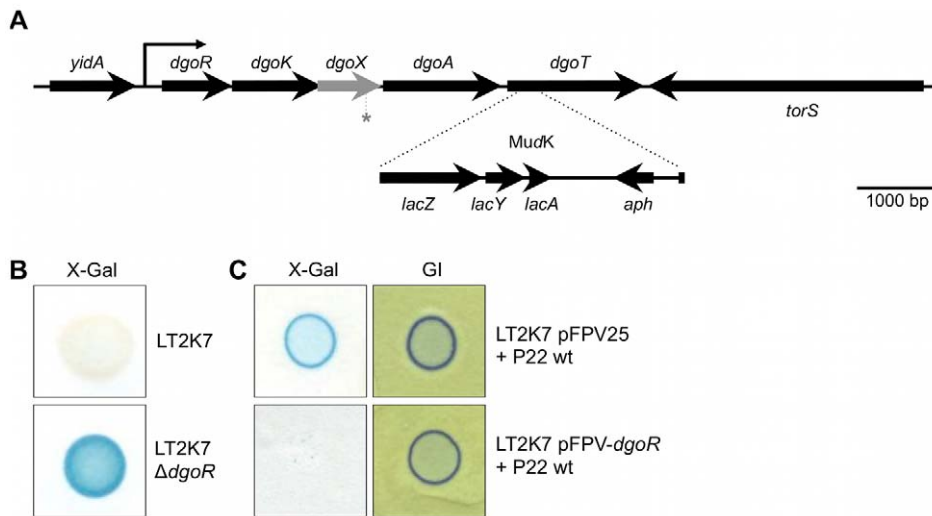 A
yidA dgoR dgoK dgoX dgoA dgoT
*
torS
MudK
lacZ lacY lacA aph
1000 bp
B X-Gal
LT2K7
LT2K7
ΔdgoR
C X-Gal GI
LT2K7 pFPV25
+ P22 wt
LT2K7 pFPV-dgoR
+ P22 wt